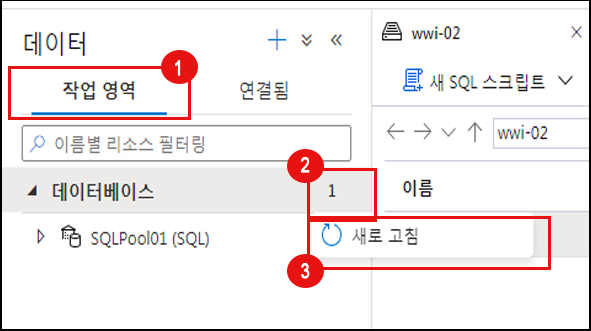 데이터
wwi-02
1
작업 영역
연결됨
새 SQL 스크립트
이름별 리소스 필터링
wwi-02
2
데이터베이스 1
이름
SQLPool01 (SQL)
새로 고침
3